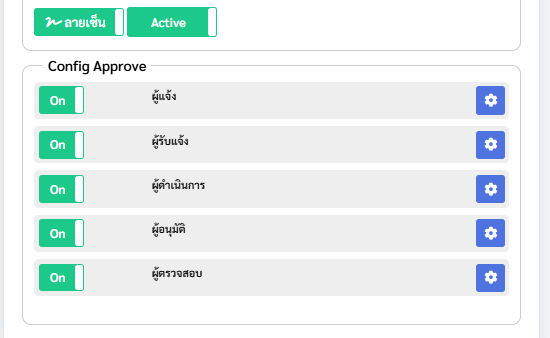 ลายเซ็น Active
Config Approve
On ผู้แจ้ง
On ผู้รับแจ้ง
On ผู้ดำเนินการ
On ผู้อนุมัติ
On ผู้ตรวจสอบ